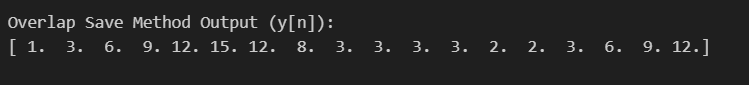 Overlap Save Method Output (y[n]):
[ 1.  3.  6.  9. 12. 15. 12.  8.  3.  3.  3.  3.  2.  2.  3.  6.  9. 12.]